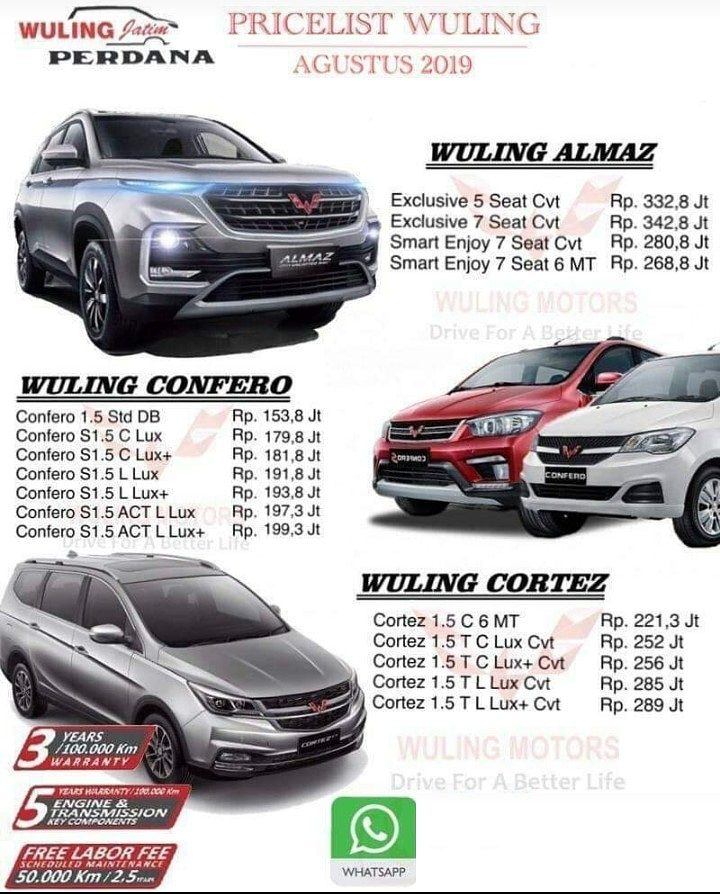 WULING Jatim
PERDANA
PRICELIST WULING
AGUSTUS 2019
WULING ALMAZ
Exclusive 5 Seat Cvt Rp. 332,8 Jt
Exclusive 7 Seat Cvt Rp. 342,8 Jt
Smart Enjoy 7 Seat Cvt Rp. 280,8 Jt
Smart Enjoy 7 Seat 6 MT Rp. 268,8 Jt
ALMAZ
WULING MOTORS
Drive For A Better Life
WULING CONFERO
Confero 1.5 Std DB Rp. 153,8 Jt
Confero S1.5 C Lux Rp. 179,8 Jt
Confero S1.5 C Lux+ Rp. 181,8 Jt
Confero S1.5 L Lux Rp. 191,8 Jt
Confero S1.5 L Lux+ Rp. 193,8 Jt
Confero S1.5 ACT L Lux Rp. 197,3 Jt
Confero S1.5 ACT L Lux+ Rp. 199,3 Jt
Drive For A Better Life
CONFERO S
CONFERO
WULING CORTEZ
Cortez 1.5 C 6 MT Rp. 221,3 Jt
Cortez 1.5 T C Lux Cvt Rp. 252 Jt
Cortez 1.5 T C Lux+ Cvt Rp. 256 Jt
Cortez 1.5 T L Lux Cvt Rp. 285 Jt
Cortez 1.5 T L Lux+ Cvt Rp. 289 Jt
CORTEZ
WULING MOTORS
Drive For A Better Life
3 YEARS
/100.000 Km
WARRANTY
5 YEARS WARRANTY/100.000 Km
ENGINE &
TRANSMISSION
KEY COMPONENTS
FREE LABOR FEE
SCHEDULED MAINTENANCE
50.000 KM / 2.5 YEARS
WHATSAPP